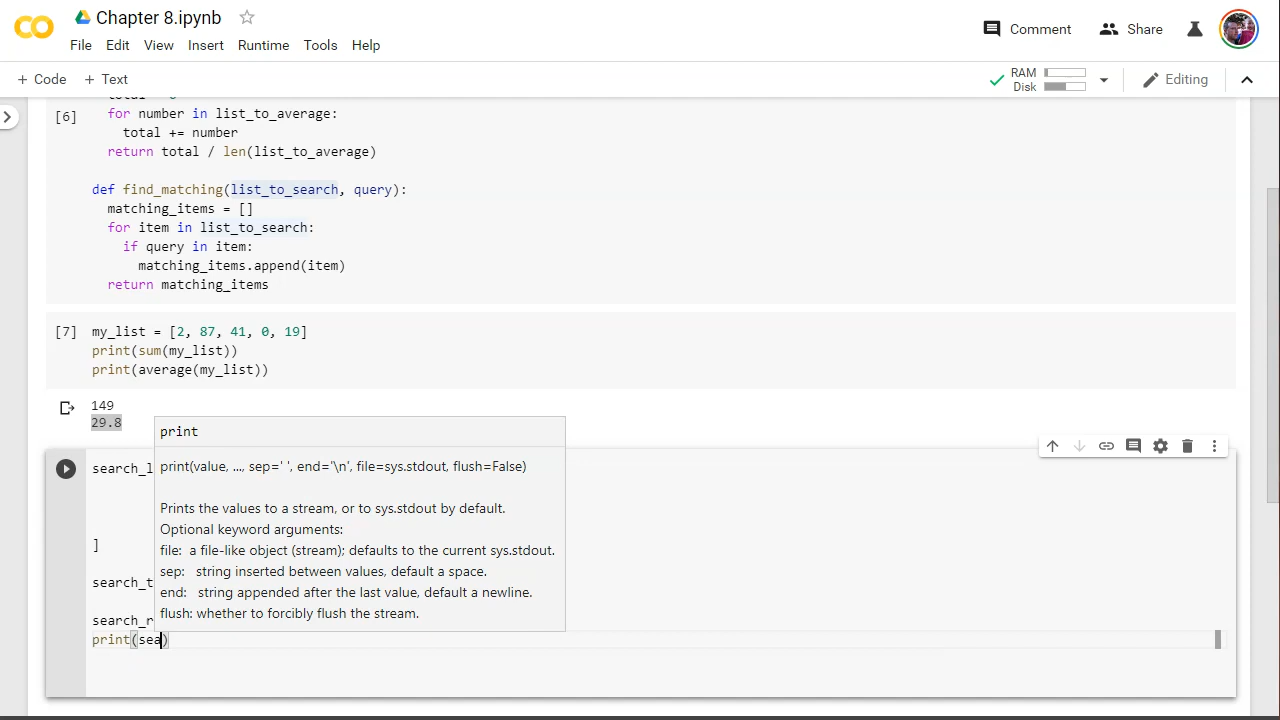 Chapter 8.ipynb
File Edit View Insert Runtime Tools Help
Comment
Share
+ Code + Text
RAM
Disk
Editing
[6]
for number in list_to_average:
total += number
return total / len(list_to_average)
def find_matching(list_to_search, query):
matching_items = []
for item in list_to_search:
if query in item:
matching_items.append(item)
return matching_items
[7] my_list = [2, 87, 41, 0, 19]
print(sum(my_list))
print(average(my_list))
149
29.8
print
print(value, ..., sep=' ', end='\n', file=sys.stdout, flush=False)
Prints the values to a stream, or to sys.stdout by default.
Optional keyword arguments:
file: a file-like object (stream); defaults to the current sys.stdout.
sep: string inserted between values, default a space.
end: string appended after the last value, default a newline.
flush: whether to forcibly flush the stream.
search_l
]
search_t
search_r
print(sea)